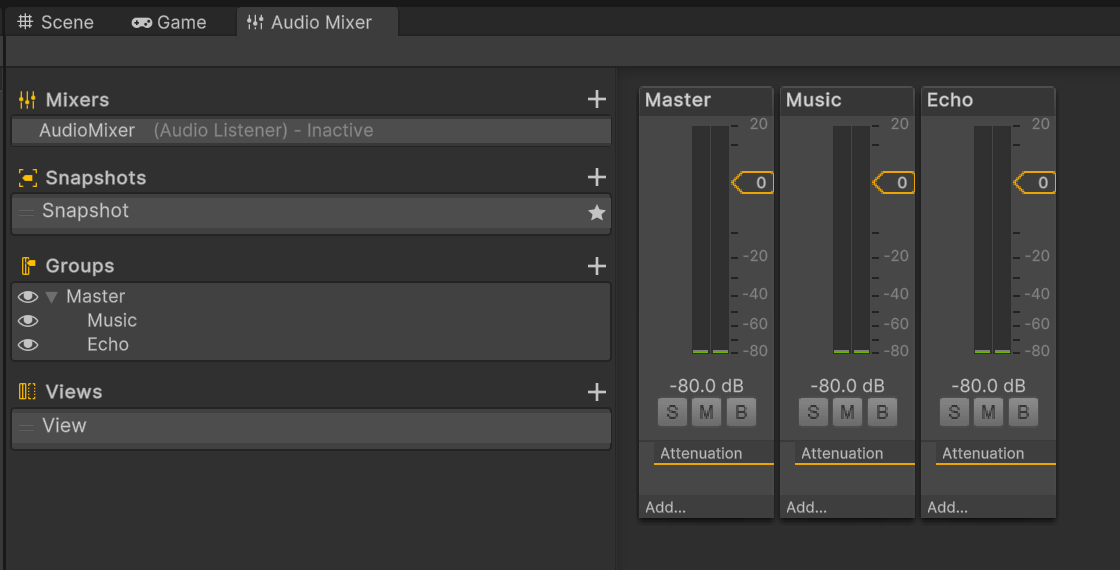 Scene Game Audio Mixer
Mixers
AudioMixer (Audio Listener) - Inactive
Snapshots
Snapshot
Groups
Master
Music
Echo
Views
View
Master
20
0
-20
-40
-60
-80
-80.0 dB
S M B
Attenuation
Add...
Music
20
0
-20
-40
-60
-80
-80.0 dB
S M B
Attenuation
Add...
Echo
20
0
-20
-40
-60
-80
-80.0 dB
S M B
Attenuation
Add...